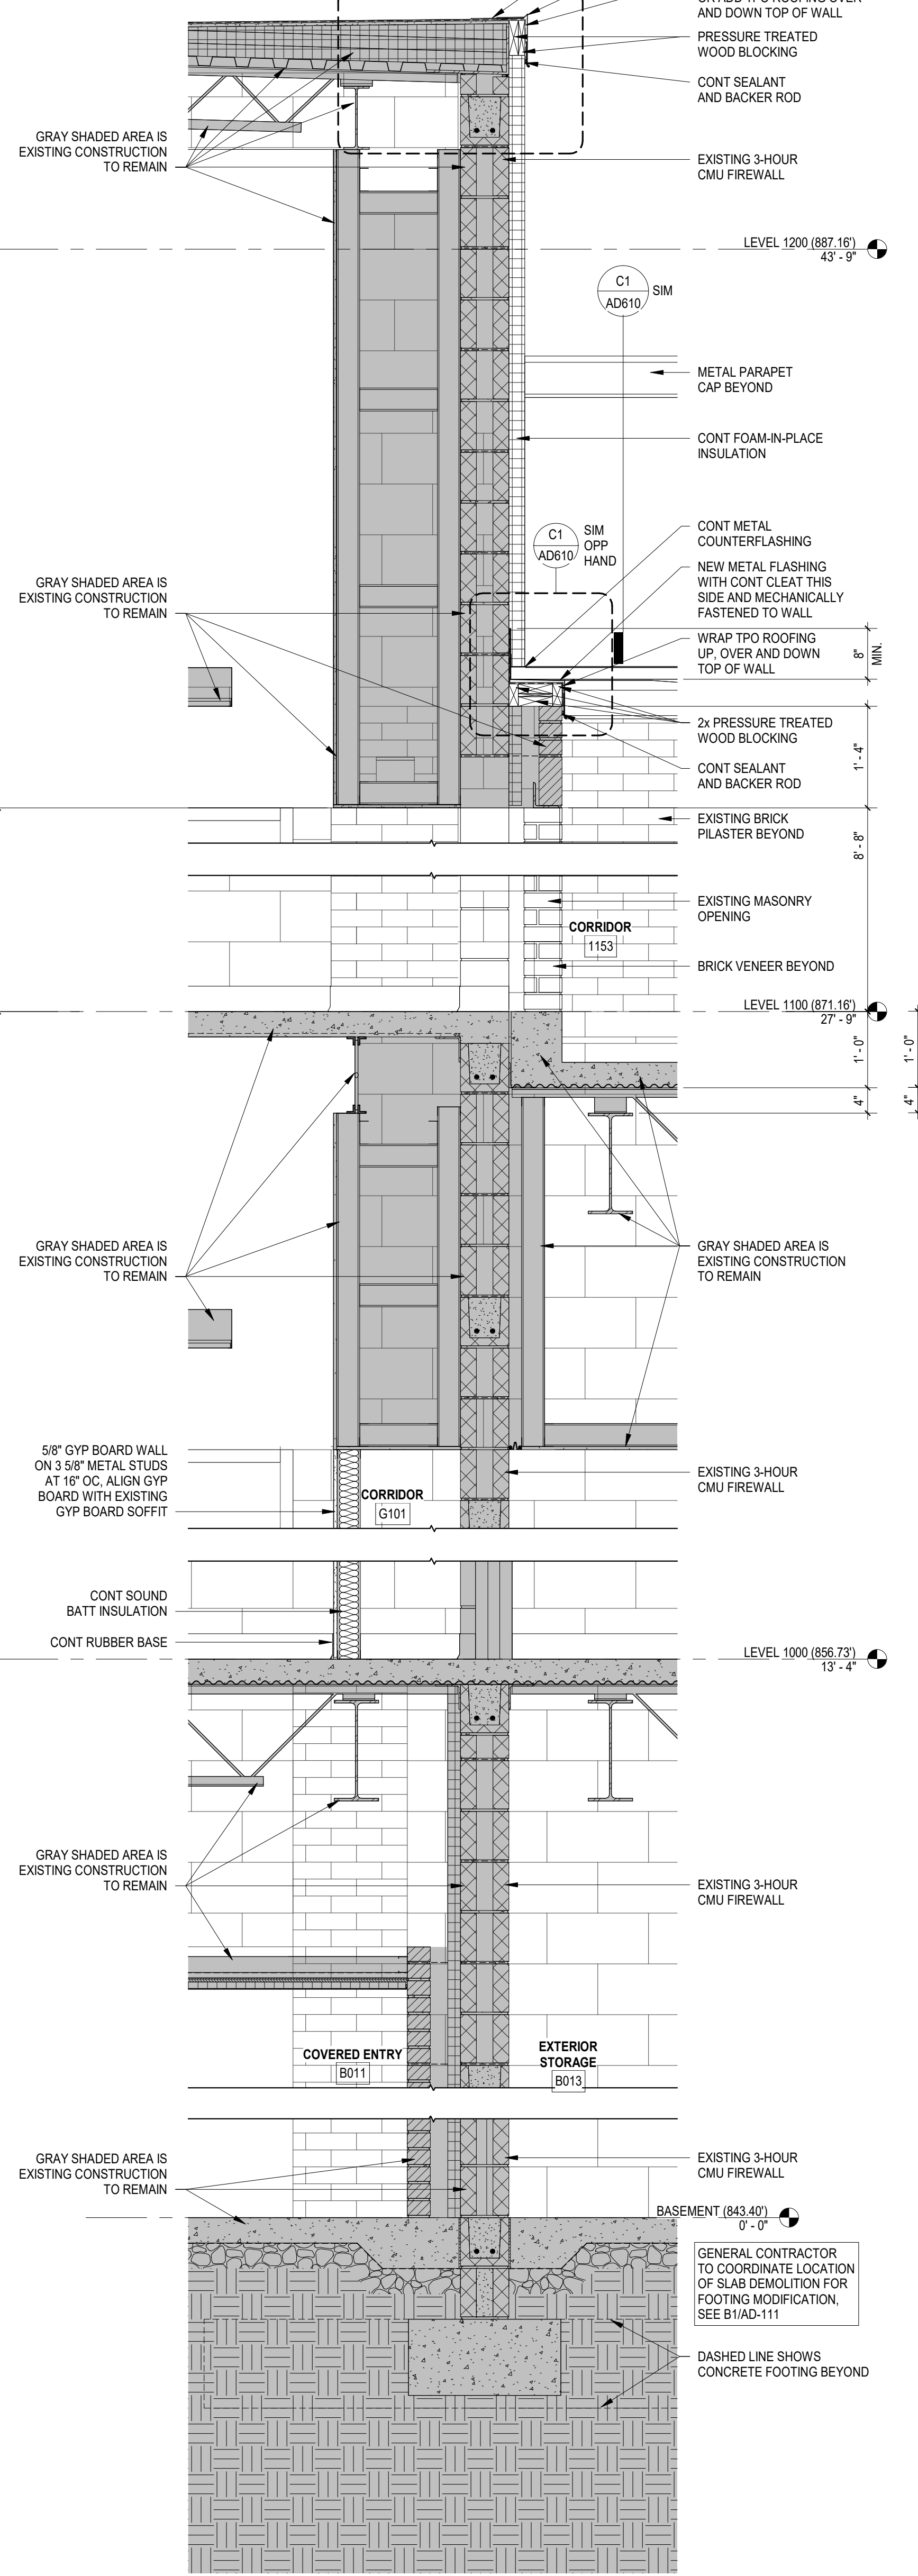 AND DOWN TOP OF WALL
PRESSURE TREATED
WOOD BLOCKING
CONT SEALANT
AND BACKER ROD
GRAY SHADED AREA IS
EXISTING CONSTRUCTION
TO REMAIN
EXISTING 3-HOUR
CMU FIREWALL
LEVEL 1200 (887.16')
43' - 9"
C1
AD610
SIM
METAL PARAPET
CAP BEYOND
CONT FOAM-IN-PLACE
INSULATION
C1
AD610
SIM
OPP
HAND
CONT METAL
COUNTERFLASHING
NEW METAL FLASHING
WITH CONT CLEAT THIS
SIDE AND MECHANICALLY
FASTENED TO WALL
GRAY SHADED AREA IS
EXISTING CONSTRUCTION
TO REMAIN
WRAP TPO ROOFING
UP, OVER AND DOWN
TOP OF WALL
8"
MIN.
2x PRESSURE TREATED
WOOD BLOCKING
1' - 4"
CONT SEALANT
AND BACKER ROD
EXISTING BRICK
PILASTER BEYOND
8' - 8"
EXISTING MASONRY
OPENING
CORRIDOR
1153
BRICK VENEER BEYOND
LEVEL 1100 (871.16')
27' - 9"
1' - 0"
1' - 0"
4"
4"
GRAY SHADED AREA IS
EXISTING CONSTRUCTION
TO REMAIN
GRAY SHADED AREA IS
EXISTING CONSTRUCTION
TO REMAIN
5/8" GYP BOARD WALL
ON 3 5/8" METAL STUDS
AT 16" OC, ALIGN GYP
BOARD WITH EXISTING
GYP BOARD SOFFIT
CORRIDOR
G101
EXISTING 3-HOUR
CMU FIREWALL
CONT SOUND
BATT INSULATION
CONT RUBBER BASE
LEVEL 1000 (856.73')
13' - 4"
GRAY SHADED AREA IS
EXISTING CONSTRUCTION
TO REMAIN
EXISTING 3-HOUR
CMU FIREWALL
COVERED ENTRY
B011
EXTERIOR
STORAGE
B013
GRAY SHADED AREA IS
EXISTING CONSTRUCTION
TO REMAIN
EXISTING 3-HOUR
CMU FIREWALL
BASEMENT (843.40')
0' - 0"
GENERAL CONTRACTOR
TO COORDINATE LOCATION
OF SLAB DEMOLITION FOR
FOOTING MODIFICATION,
SEE B1/AD-111
DASHED LINE SHOWS
CONCRETE FOOTING BEYOND